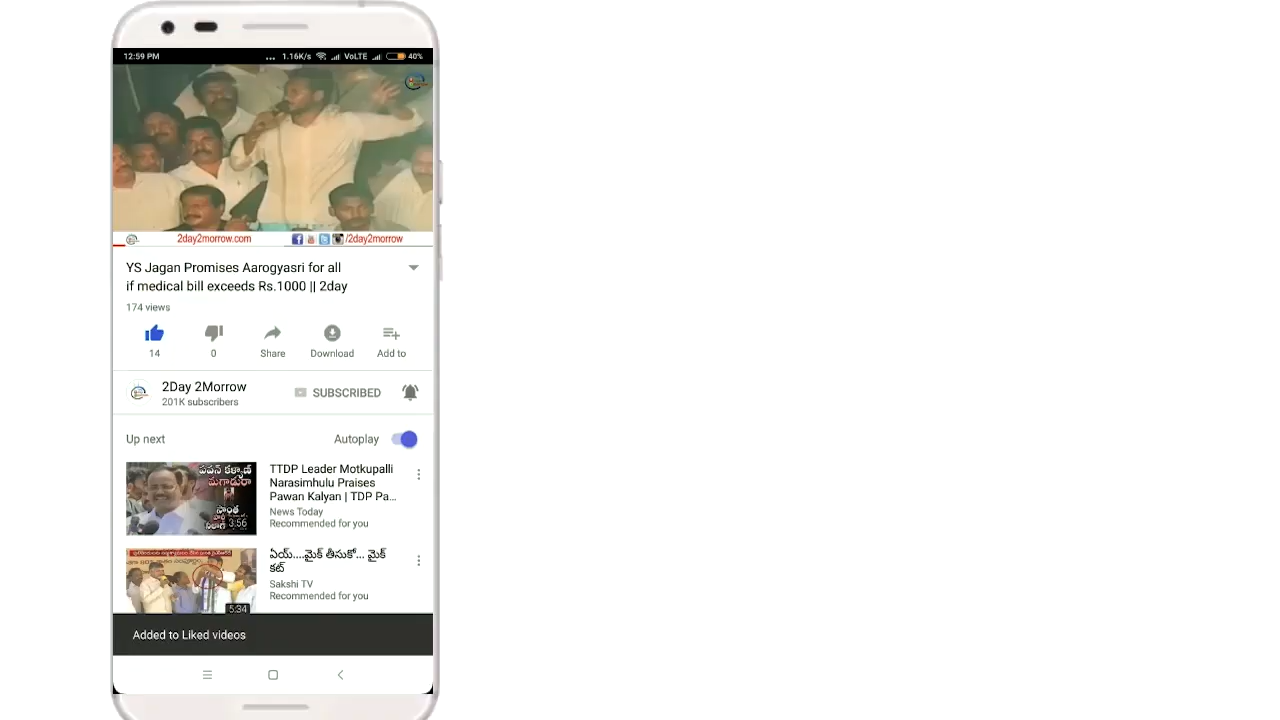 12:59 PM ... 1.16K/s VoLTE 40%
2day2morrow.com /2day2morrow
YS Jagan Promises Aarogyasri for all
if medical bill exceeds Rs.1000 || 2day
174 views
14 0 Share Download Add to
2Day 2Morrow SUBSCRIBED
201K subscribers
Up next Autoplay
పవన్ కళ్యాణ్
మగాడురా
సొంత
3:56
TTDP Leader Motkupalli
Narasimhulu Praises
Pawan Kalyan | TDP Pa...
News Today
Recommended for you
5:34
ఏయ్....మైక్ తీసుకో... మైక్
కట్
Sakshi TV
Recommended for you
Added to Liked videos